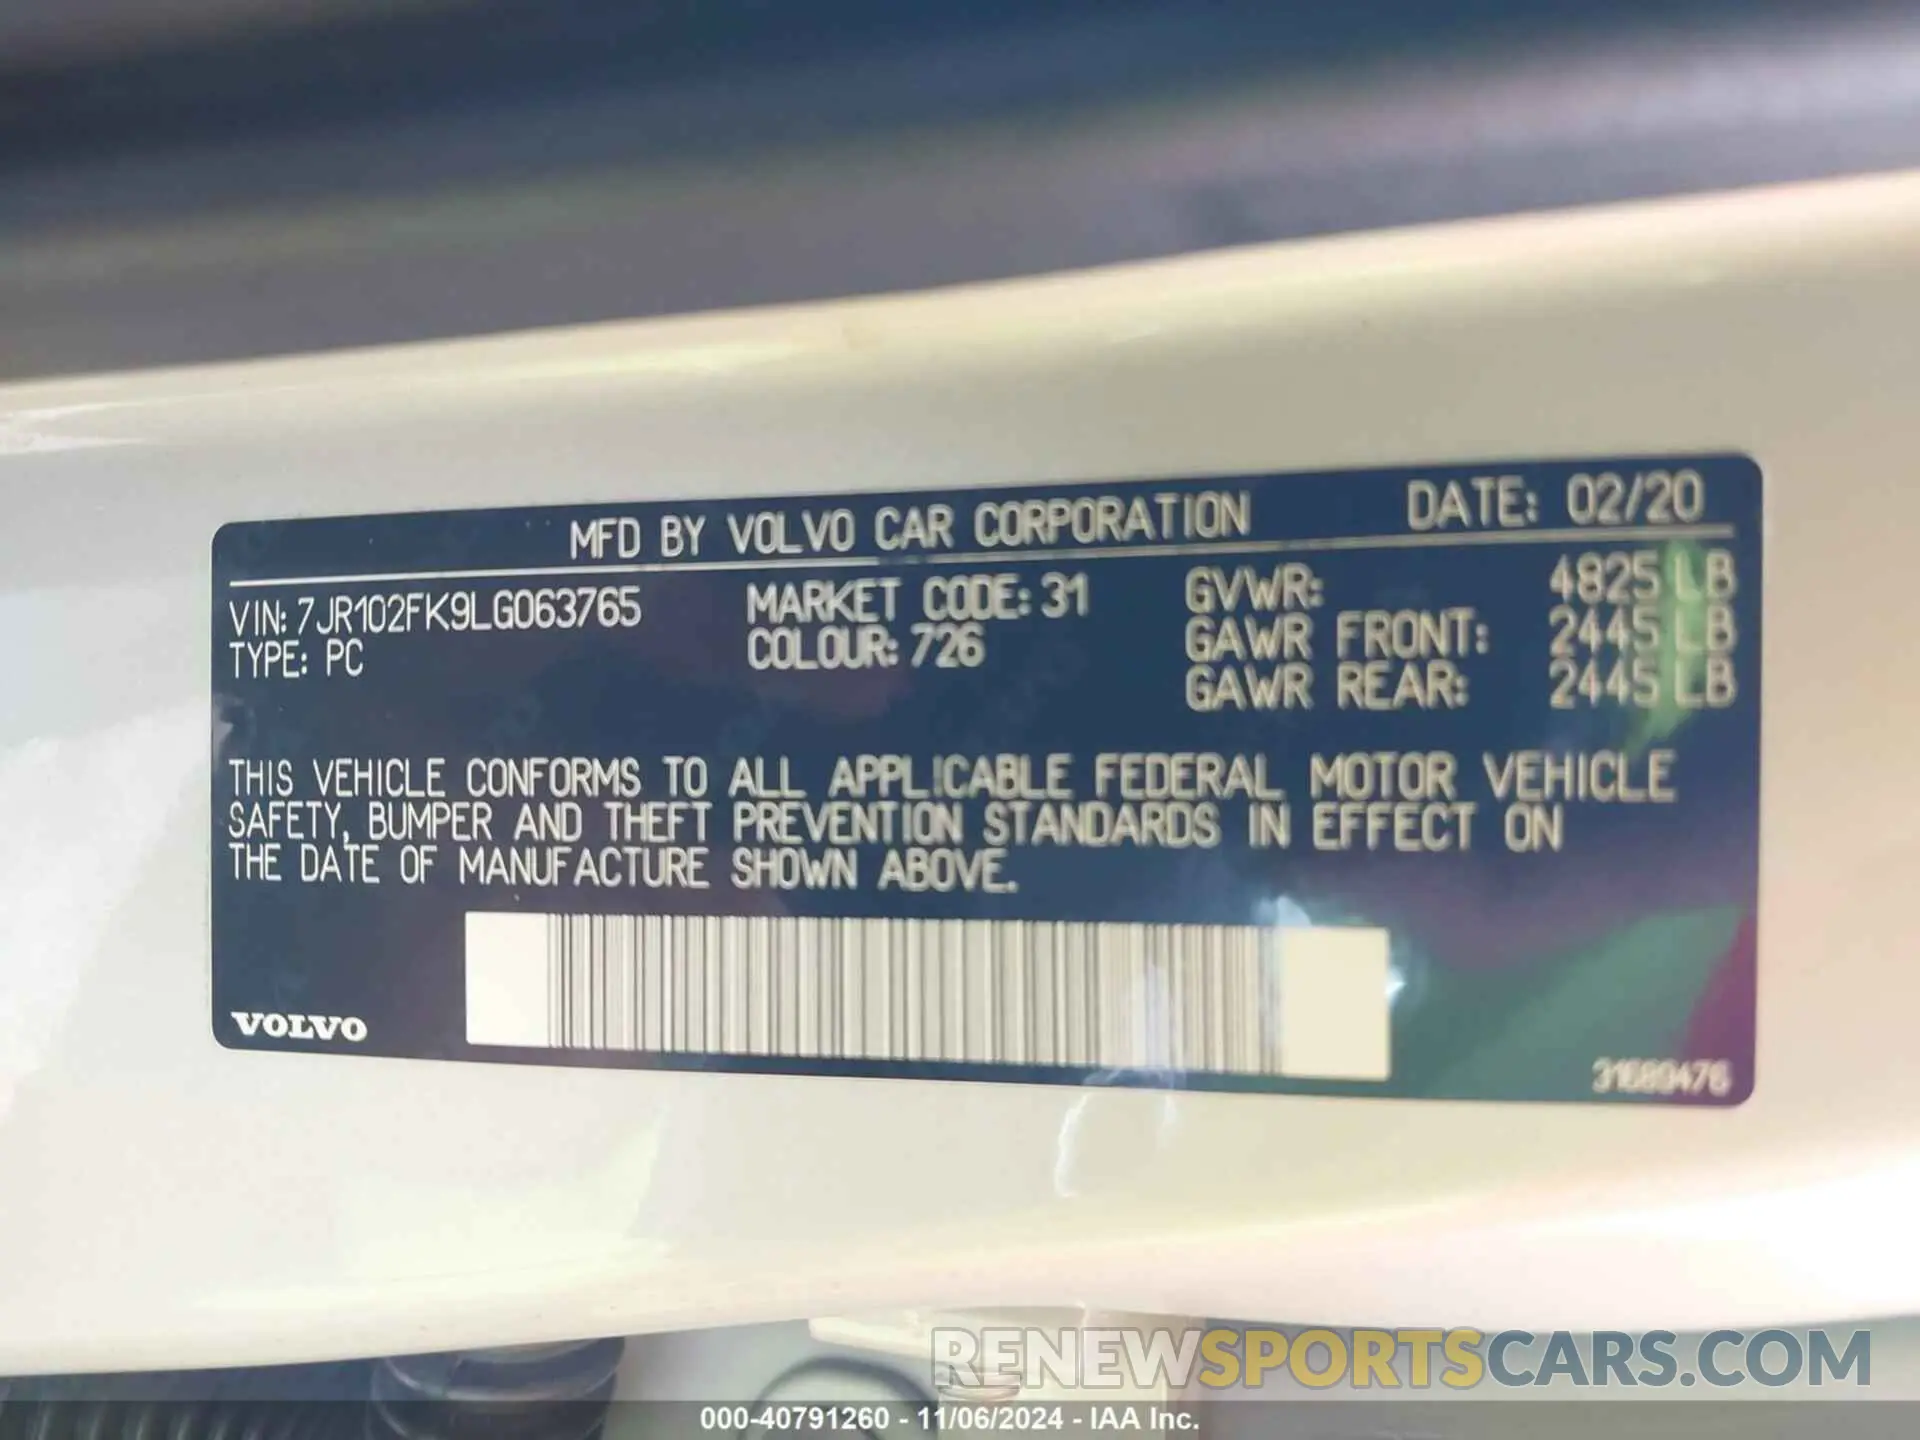 MFD BY VOLVO CAR CORPORATION DATE: 02/20
VIN: 7JR102FK9LG063765 MARKET CODE: 31 GVWR: 4825 LB
TYPE: PC COLOUR: 726 GAWR FRONT: 2445 LB
GAWR REAR: 2445 LB
THIS VEHICLE CONFORMS TO ALL APPLICABLE FEDERAL MOTOR VEHICLE
SAFETY, BUMPER AND THEFT PREVENTION STANDARDS IN EFFECT ON
THE DATE OF MANUFACTURE SHOWN ABOVE.
VOLVO
31689476
RENEWSPORTSCARS.COM
000-40791260 - 11/06/2024 - IAA Inc.